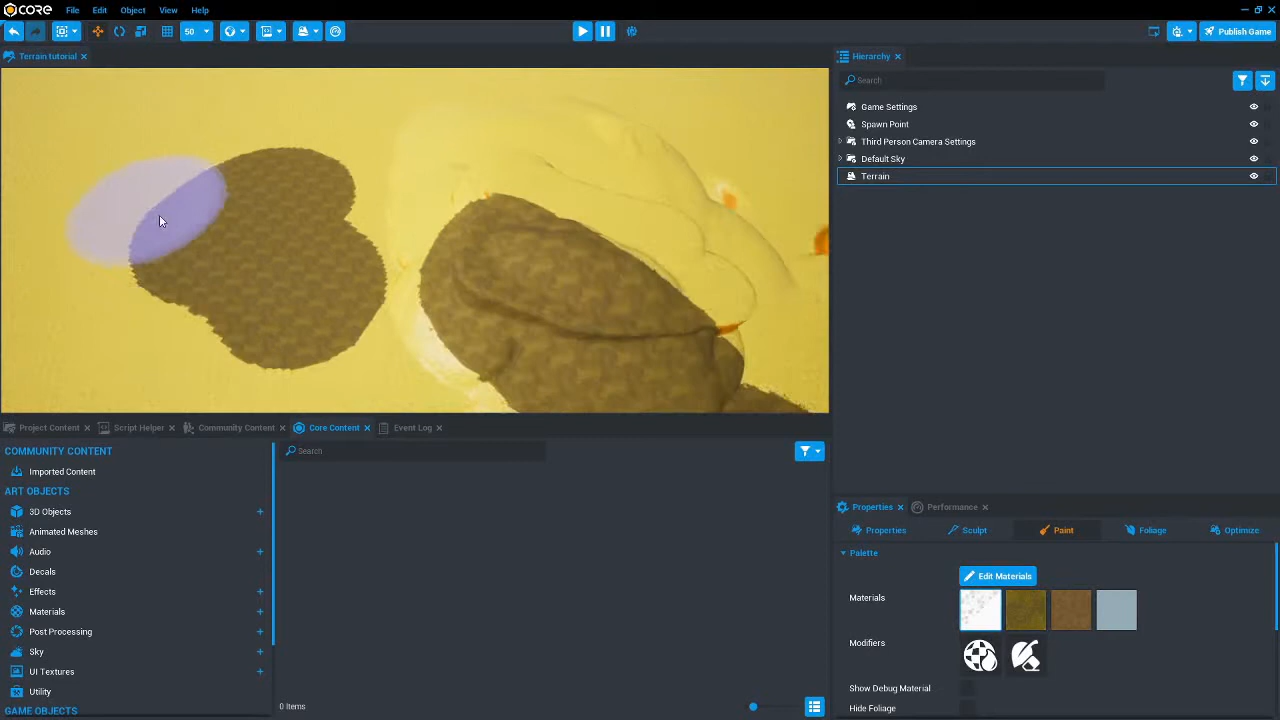 CORE
File Edit Object View Help
50
Publish Game
Terrain tutorial
Hierarchy
Search
Game Settings
Spawn Point
Third Person Camera Settings
Default Sky
Terrain
Project Content
Script Helper
Community Content
Core Content
Event Log
COMMUNITY CONTENT
Imported Content
ART OBJECTS
3D Objects
Animated Meshes
Audio
Decals
Effects
Materials
Post Processing
Sky
UI Textures
Utility
GAME OBJECTS
Search
0 Items
Properties
Performance
Properties
Sculpt
Paint
Foliage
Optimize
Palette
Edit Materials
Materials
Modifiers
Show Debug Material
Hide Foliage